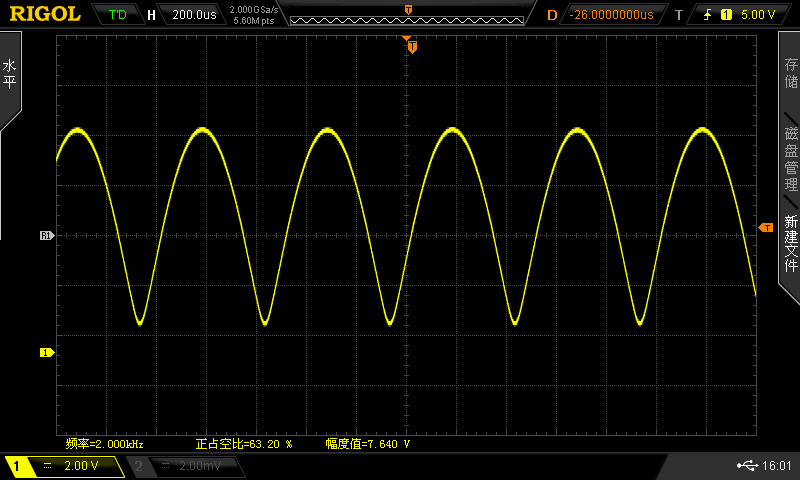 RIGOL T'D H 200.0us 2.000GSa/s 5.60M pts T D -26.0000000us T 1 5.00 V
T
水平
存储
磁盘管理
新建文件
R1
T
1
频率=2.000kHz 正占空比=63.20 % 幅度值=7.640 V
1 2.00 V 2 2.00mV 16:01